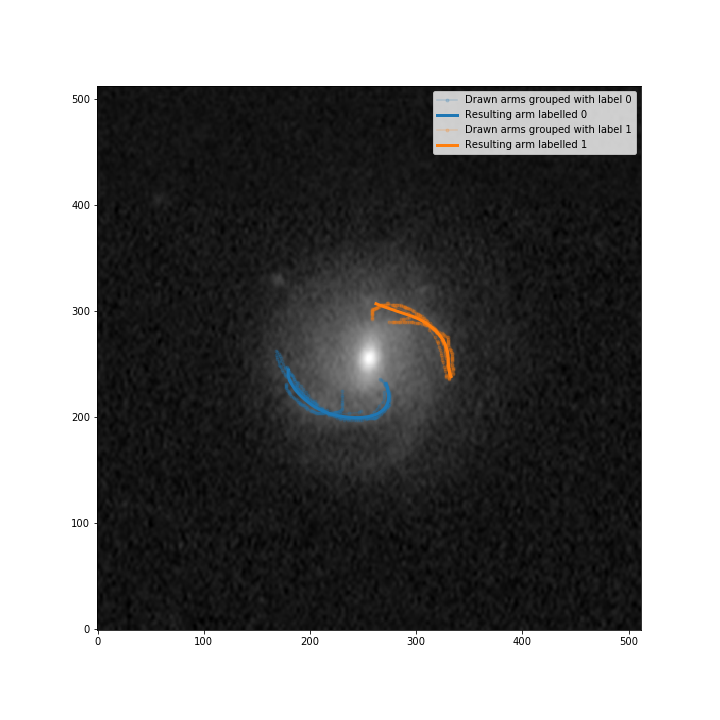 Drawn arms grouped with label 0
Resulting arm labelled 0
Drawn arms grouped with label 1
Resulting arm labelled 1
500
400
300
200
100
0
0 100 200 300 400 500